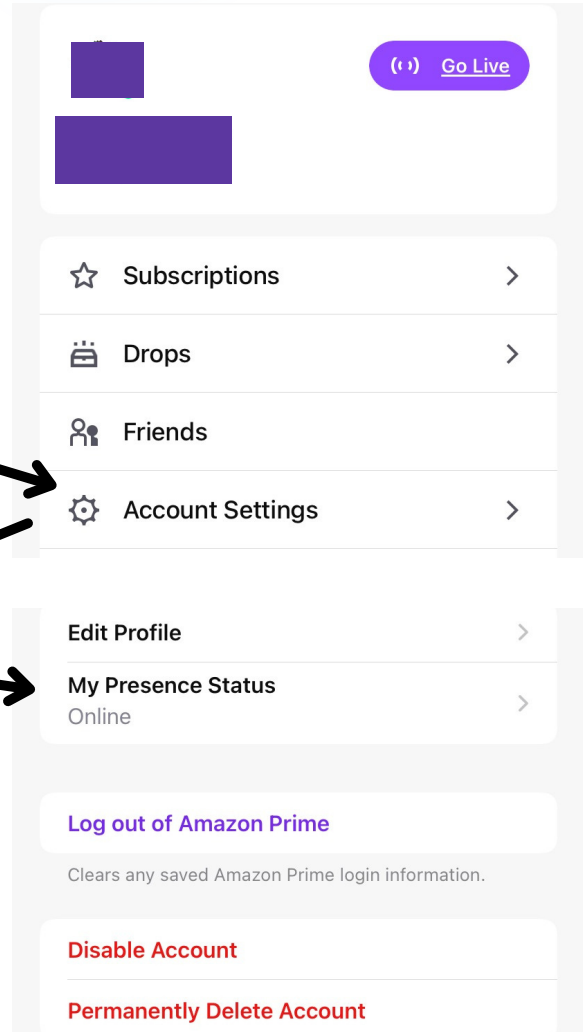 Go Live
Subscriptions
Drops
Friends
Account Settings
Edit Profile
My Presence Status
Online
Log out of Amazon Prime
Clears any saved Amazon Prime login information.
Disable Account
Permanently Delete Account